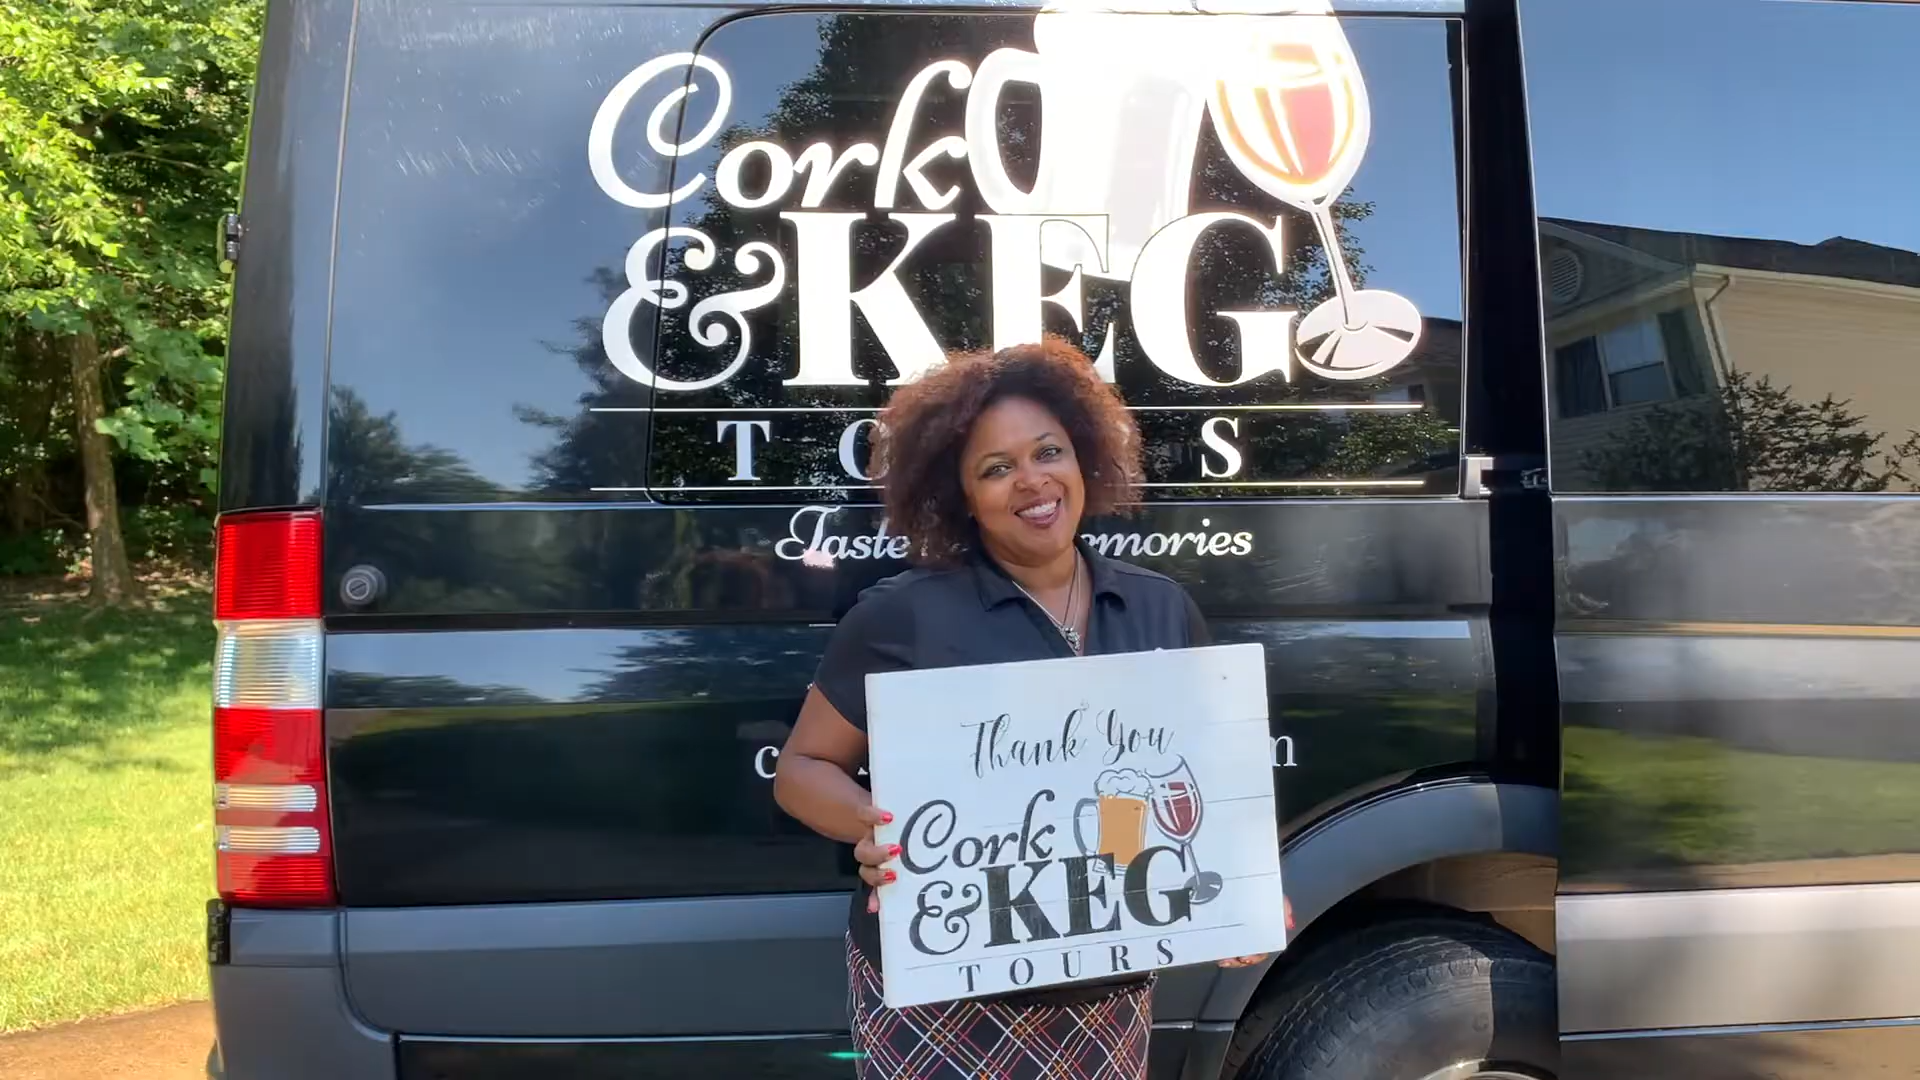 Cork
& KEG
T S
Taste
emories
Thank You
Cork
& KEG
TOURS